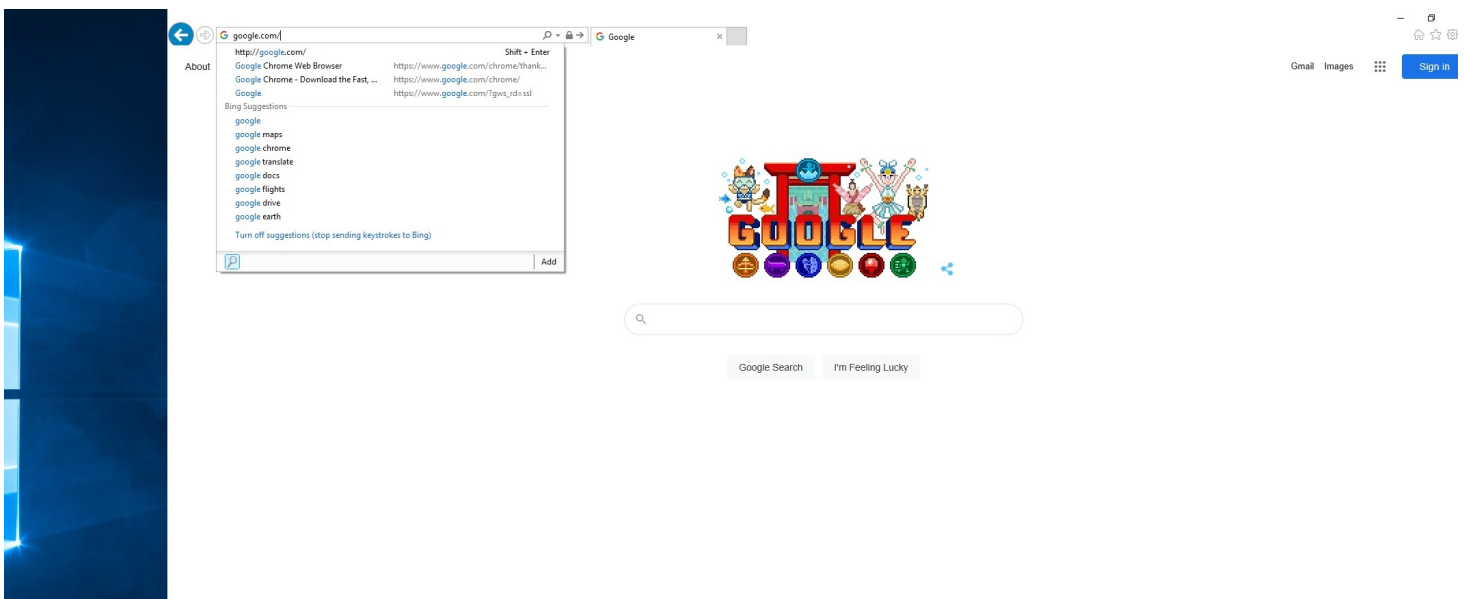 google.com/
Google
http://google.com/ Shift + Enter
Google Chrome Web Browser https://www.google.com/chrome/thank...
Google Chrome - Download the Fast, ... https://www.google.com/chrome/
Google https://www.google.com/?gws_rd=ssl
Bing Suggestions
google
google maps
google chrome
google translate
google docs
google flights
google drive
google earth
Turn off suggestions (stop sending keystrokes to Bing)
Add
About
Gmail Images
Sign in
GOOGLE
Google Search I'm Feeling Lucky